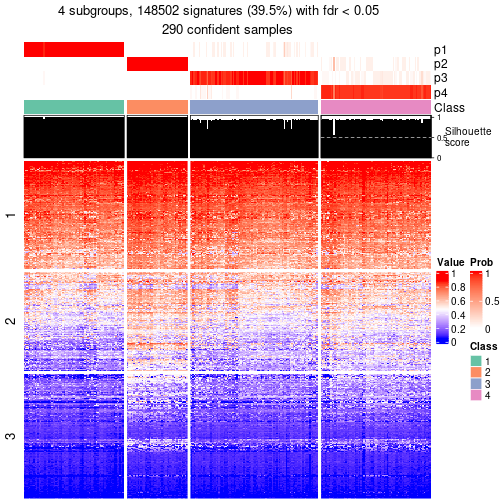 4 subgroups, 148502 signatures (39.5%) with fdr < 0.05
290 confident samples
p1
p2
p3
p4
Class
1
0.5
0
Silhouette
score
1
2
3
Value
1
0.8
0.6
0.4
0.2
0
Prob
1
0.5
0
Class
1
2
3
4